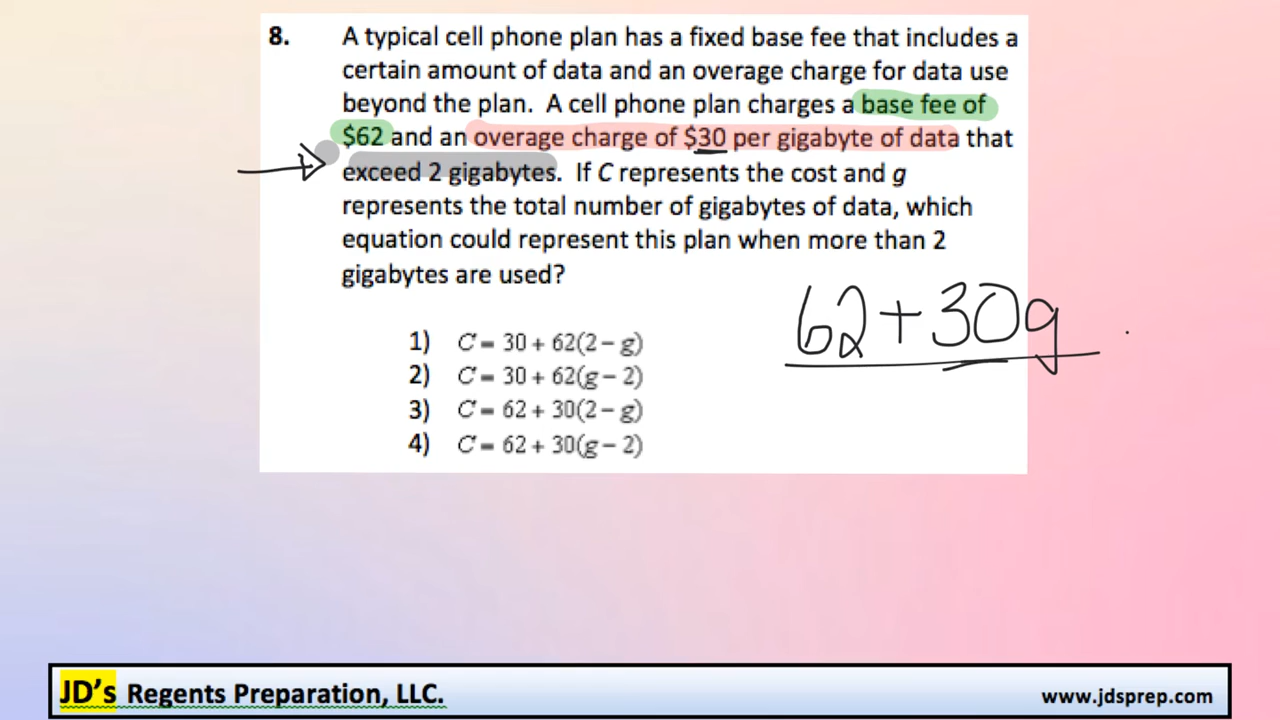 8. A typical cell phone plan has a fixed base fee that includes a
certain amount of data and an overage charge for data use
beyond the plan. A cell phone plan charges a base fee of
$62 and an overage charge of $30 per gigabyte of data that
exceed 2 gigabytes. If C represents the cost and g
represents the total number of gigabytes of data, which
equation could represent this plan when more than 2
gigabytes are used?
62+30g
1) C = 30 + 62(2 – g)
2) C = 30 + 62(g – 2)
3) C = 62 + 30(2 – g)
4) C = 62 + 30(g – 2)
JD's Regents Preparation, LLC.
www.jdsprep.com